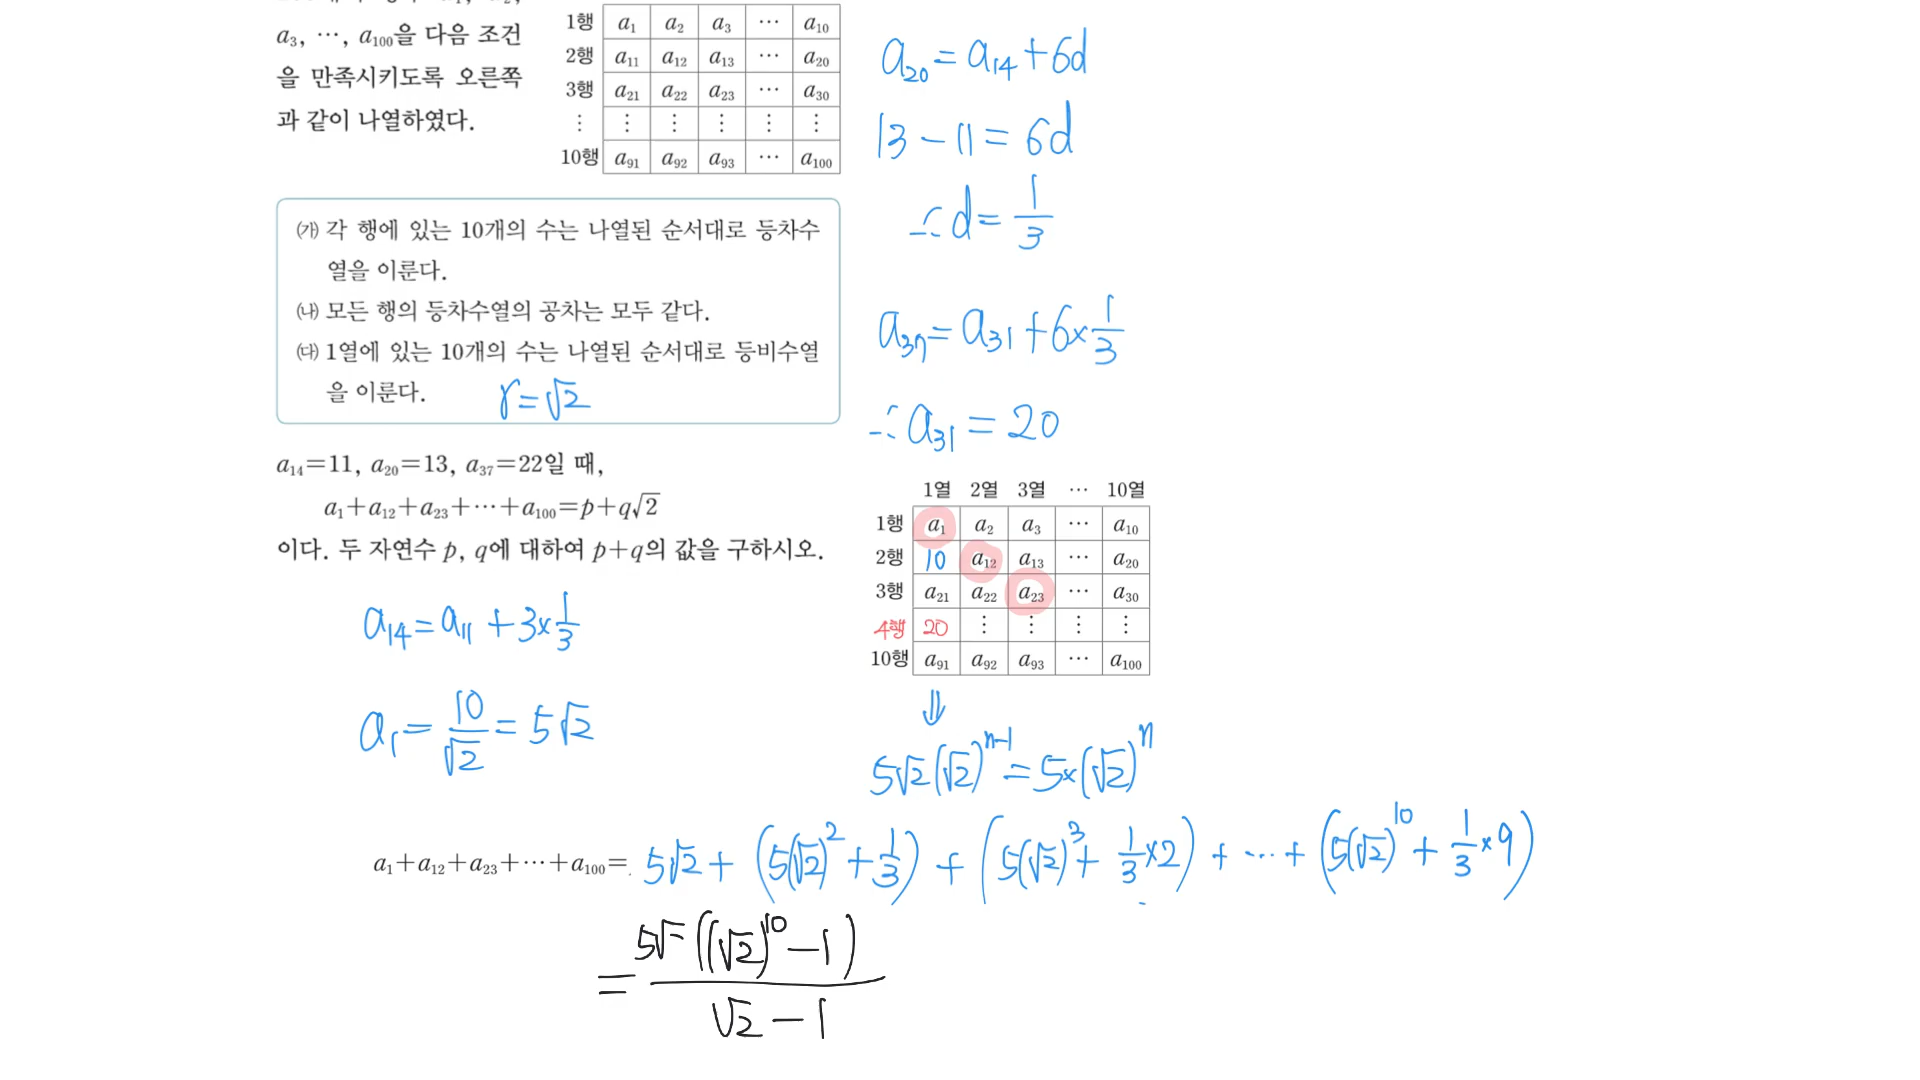 a₃, ⋯, a₁₀₀을 다음 조건
을 만족시키도록 오른쪽
과 같이 나열하였다.
1행 a₁ a₂ a₃ ⋯ a₁₀
2행 a₁₁ a₁₂ a₁₃ ⋯ a₂₀
3행 a₂₁ a₂₂ a₂₃ ⋯ a₃₀
⋮ ⋮ ⋮ ⋮ ⋮ ⋮
10행 a₉₁ a₉₂ a₉₃ ⋯ a₁₀₀
㈎ 각 행에 있는 10개의 수는 나열된 순서대로 등차수
열을 이룬다.
㈏ 모든 행의 등차수열의 공차는 모두 같다.
㈐ 1열에 있는 10개의 수는 나열된 순서대로 등비수열
을 이룬다. r=√2
a₁₄=11, a₂₀=13, a₃₇=22일 때,
a₁+a₁₂+a₂₃+⋯+a₁₀₀=p+q√2
이다. 두 자연수 p, q에 대하여 p+q의 값을 구하시오.
a₁₄=a₁₁+3×1/3
a₁=10/√2=5√2
a₂₀=a₁₄+6d
13-11=6d
∴d=1/3
a₃₇=a₃₁+6×1/3
∴a₃₁=20
1열 2열 3열 ⋯ 10열
1행 a₁ a₂ a₃ ⋯ a₁₀
2행 10 a₁₂ a₁₃ ⋯ a₂₀
3행 a₂₁ a₂₂ a₂₃ ⋯ a₃₀
4행 20 ⋮ ⋮ ⋮ ⋮
10행 a₉₁ a₉₂ a₉₃ ⋯ a₁₀₀
⇓
5√2(√2)ⁿ⁻¹=5×(√2)ⁿ
a₁+a₁₂+a₂₃+⋯+a₁₀₀= 5√2+(5(√2)²+1/3)+(5(√2)³+1/3×2)+⋯+(5(√2)¹⁰+1/3×9)
=5√=((√2)¹⁰-1)/(√2-1)